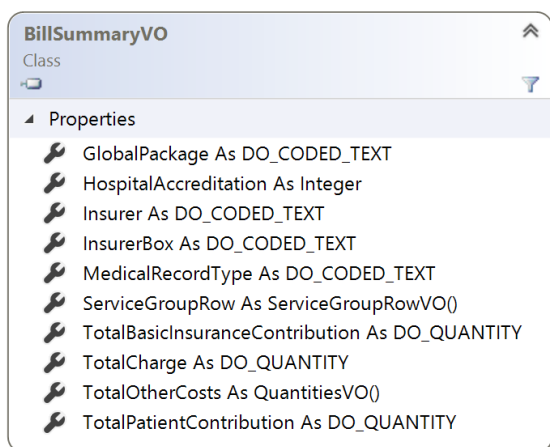 BillSummaryVO
Class
Properties
GlobalPackage As DO_CODED_TEXT
HospitalAccreditation As Integer
Insurer As DO_CODED_TEXT
InsurerBox As DO_CODED_TEXT
MedicalRecordType As DO_CODED_TEXT
ServiceGroupRow As ServiceGroupRowVO()
TotalBasicInsuranceContribution As DO_QUANTITY
TotalCharge As DO_QUANTITY
TotalOtherCosts As QuantitiesVO()
TotalPatientContribution As DO_QUANTITY